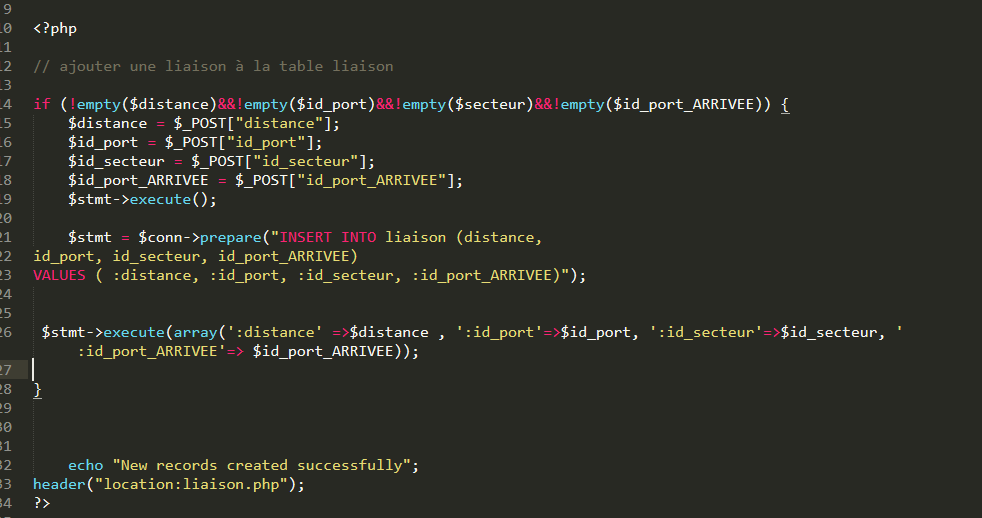 9
10 <?php
11
12 // ajouter une liaison à la table liaison
13
14 if (!empty($distance)&&!empty($id_port)&&!empty($secteur)&&!empty($id_port_ARRIVEE)) {
15 $distance = $_POST["distance"];
16 $id_port = $_POST["id_port"];
17 $id_secteur = $_POST["id_secteur"];
18 $id_port_ARRIVEE = $_POST["id_port_ARRIVEE"];
19 $stmt->execute();
20
21 $stmt = $conn->prepare("INSERT INTO liaison (distance,
22 id_port, id_secteur, id_port_ARRIVEE)
23 VALUES ( :distance, :id_port, :id_secteur, :id_port_ARRIVEE)");
24
25
26 $stmt->execute(array(':distance' =>$distance , ':id_port'=>$id_port, ':id_secteur'=>$id_secteur, '
:id_port_ARRIVEE'=> $id_port_ARRIVEE));
27
28 }
29
30
31
32 echo "New records created successfully";
33 header("location:liaison.php");
34 ?>